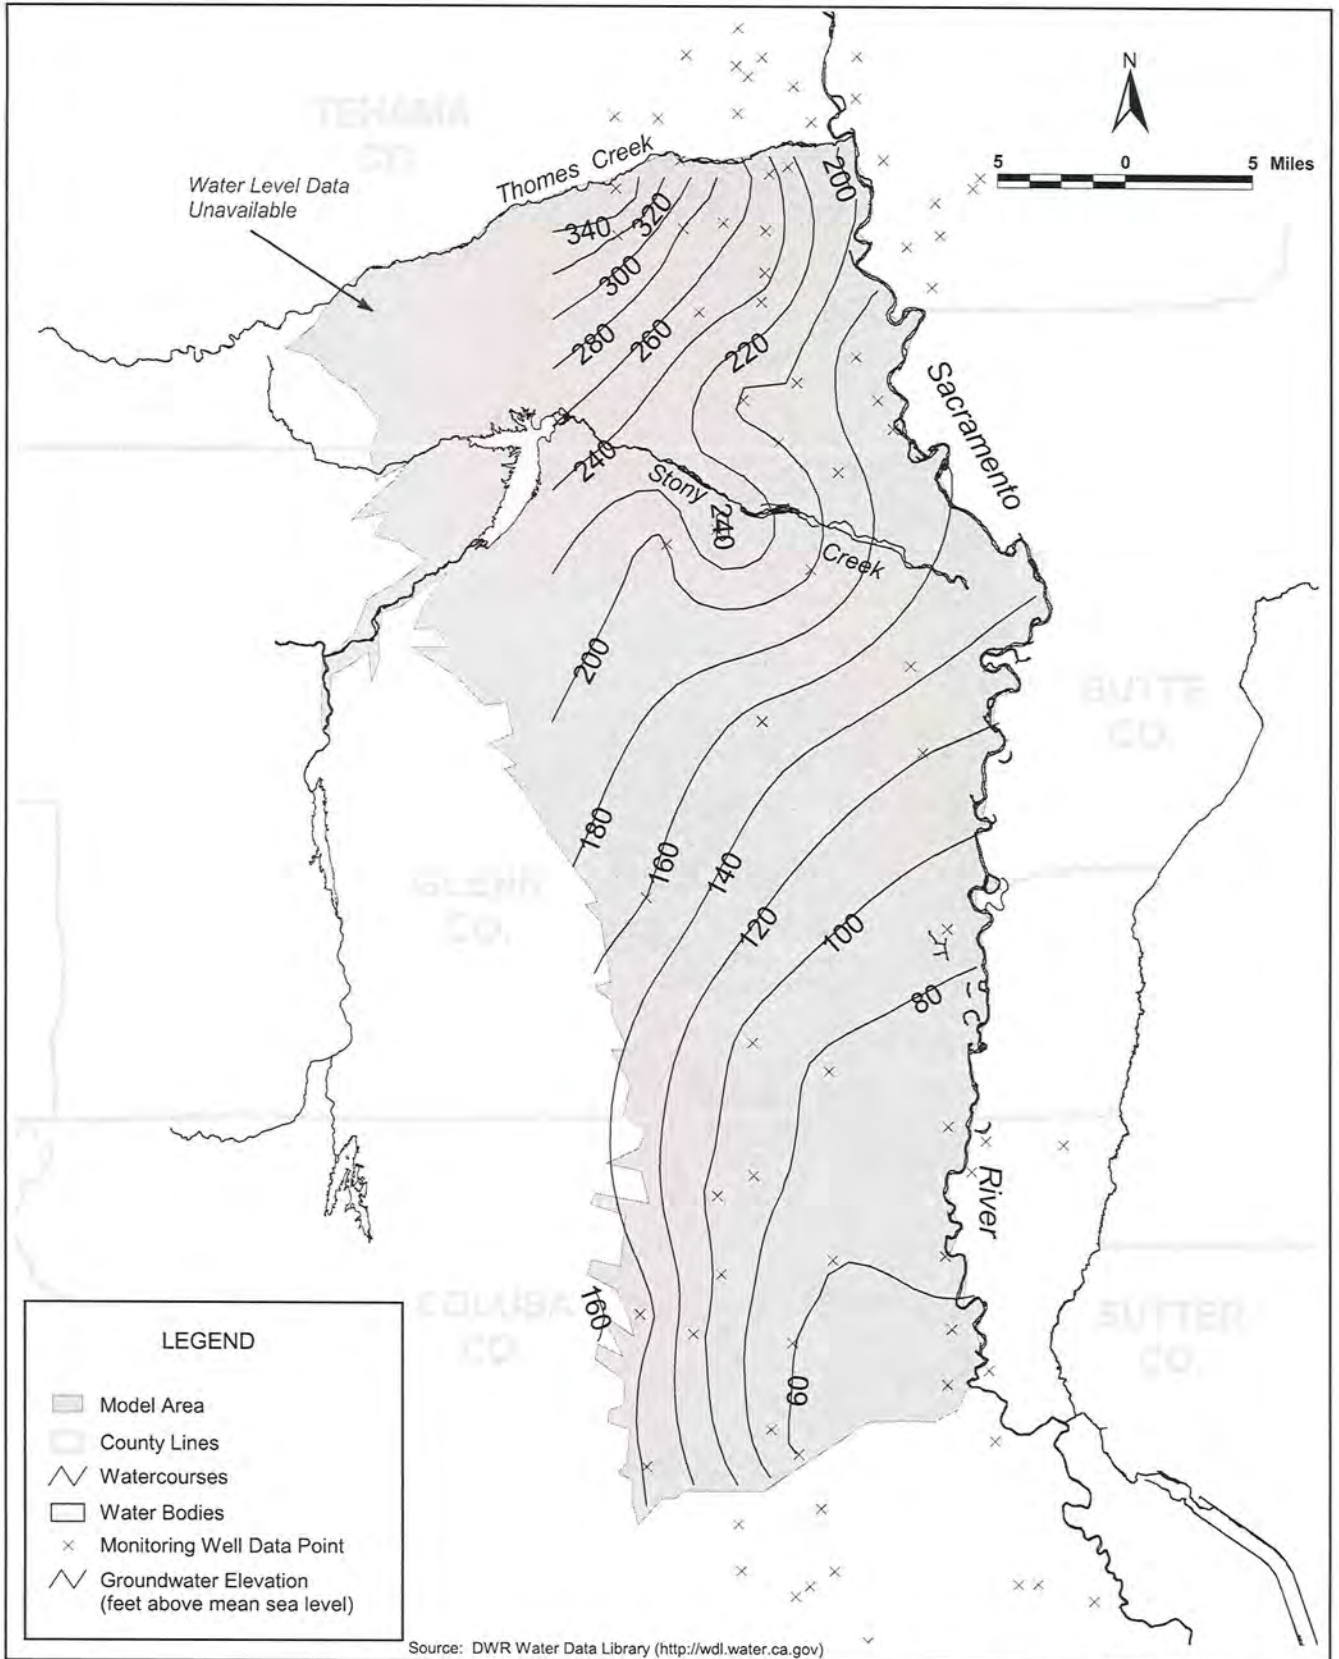 N
5 0 5 Miles
TEHAMA
CO.
Thomes Creek
Water Level Data
Unavailable
200
340
320
300
280
260
220
Sacramento
240
Stony
240
Creek
200
BUTTE
CO.
180
160
140
GLENN
CO.
120
100
80
River
160
COLUSA
CO.
SUTTER
CO.
60
LEGEND
Model Area
County Lines
Watercourses
Water Bodies
Monitoring Well Data Point
Groundwater Elevation
(feet above mean sea level)
Source: DWR Water Data Library (http://wdl.water.ca.gov)